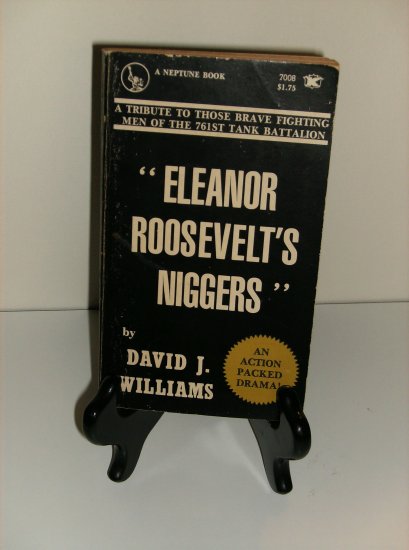 A NEPTUNE BOOK
7008
$1.75
A TRIBUTE TO THOSE BRAVE FIGHTING
MEN OF THE 761ST TANK BATTALION
"ELEANOR
ROOSEVELT'S
NIGGERS"
by
DAVID J.
WILLIAMS
AN
ACTION
PACKED
DRAMA!